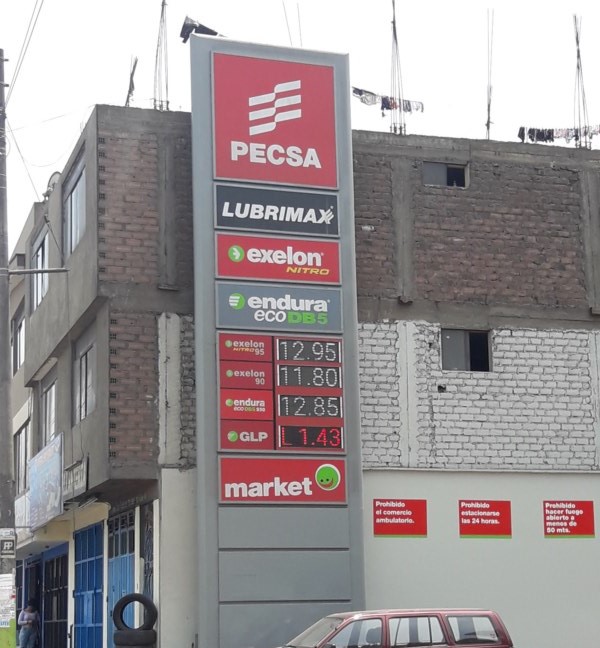 PECSA
LUBRIMAX
exelon
NITRO
endura
eco DB5
exelon
NITRO 95
12.95
exelon
90
11.80
endura
ECO DB5 S50
12.85
GLP
L 1.43
market
Prohibido
el comercio
ambulatorio.
Prohibido
estacionarse
las 24 horas.
Prohibido
hacer fuego
abierto a
menos de
50 mts.